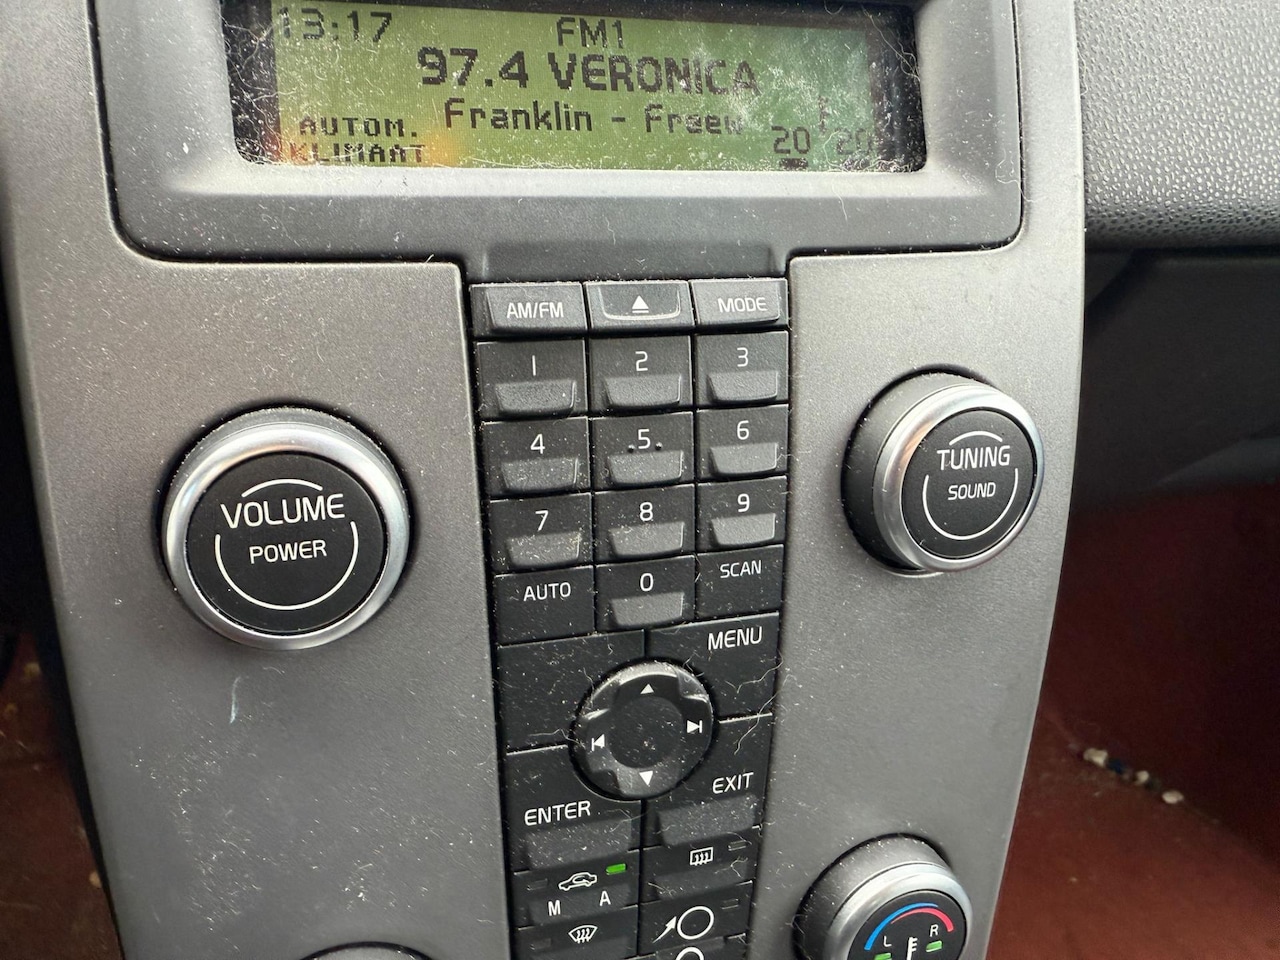 13:17
FM1
97.4 VERONICA
Franklin - Freew
AUTOM.
KLIMAAT
20 20
AM/FM MODE
1 2 3
4 5 6
7 8 9
AUTO 0 SCAN
VOLUME
POWER
TUNING
SOUND
MENU
ENTER EXIT
M A
L R